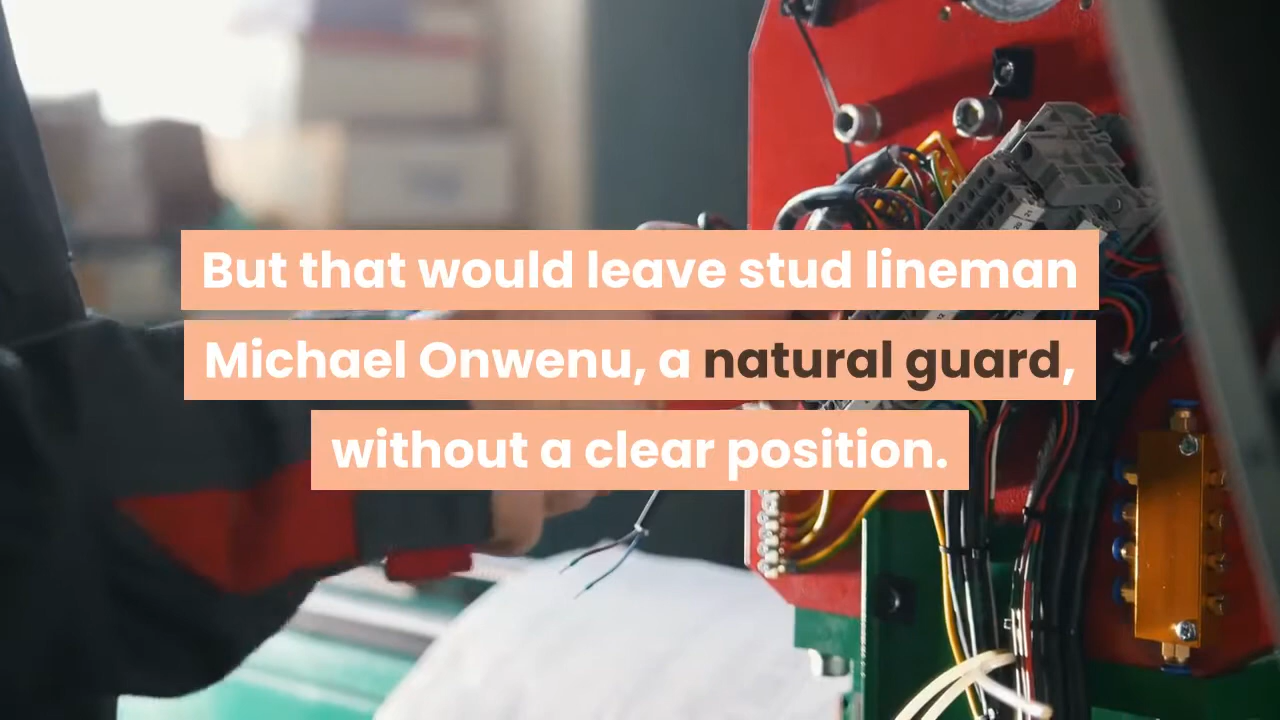 But that would leave stud lineman
Michael Onwenu, a natural guard,
without a clear position.